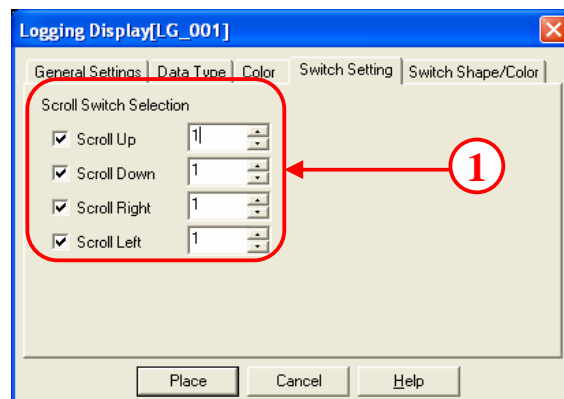 Logging Display[LG_001]
General Settings Data Type Color Switch Setting Switch Shape/Color
Scroll Switch Selection
Scroll Up 1
1
Scroll Down 1
Scroll Right 1
Scroll Left 1
Place Cancel Help